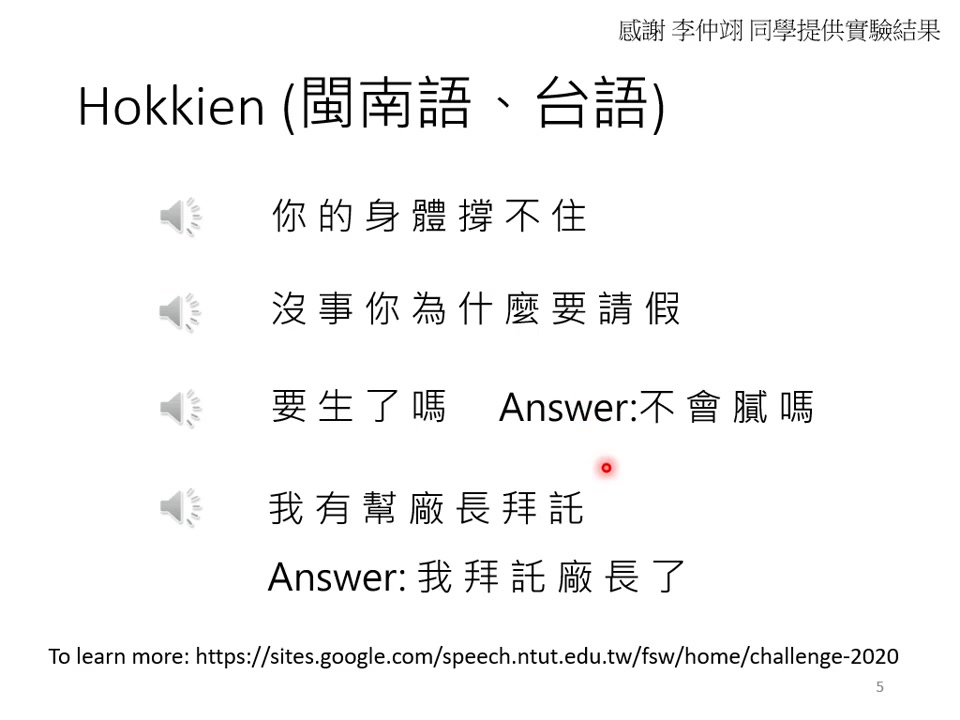 感謝 李仲翊 同學提供實驗結果
Hokkien (閩南語、台語)
你 的 身 體 撐 不 住
沒 事 你 為 什 麼 要 請 假
要 生 了 嗎 Answer:不 會 膩 嗎
我 有 幫 廠 長 拜 託
Answer: 我 拜 託 廠 長 了
To learn more: https://sites.google.com/speech.ntut.edu.tw/fsw/home/challenge-2020
5